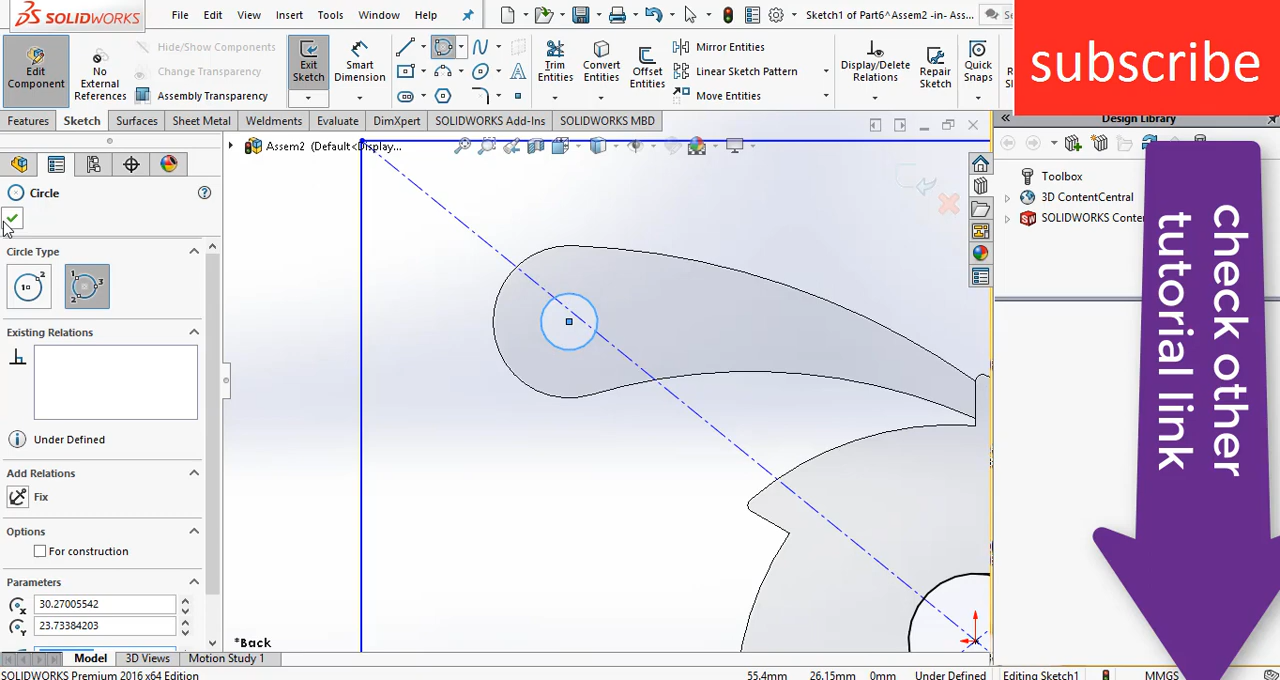 SOLIDWORKS
File Edit View Insert Tools Window Help
Sketch1 of Part6^Assem2 -in- Ass...
Edit Component
No External References
Hide/Show Components
Change Transparency
Assembly Transparency
Exit Sketch
Smart Dimension
Trim Entities
Convert Entities
Offset Entities
Mirror Entities
Linear Sketch Pattern
Move Entities
Display/Delete Relations
Repair Sketch
Quick Snaps
subscribe
Features Sketch Surfaces Sheet Metal Weldments Evaluate DimXpert SOLIDWORKS Add-Ins SOLIDWORKS MBD
Design Library
Assem2 (Default<Display...
Toolbox
3D ContentCentral
SOLIDWORKS Conter
Circle
Circle Type
Existing Relations
Under Defined
Add Relations
Fix
Options
For construction
Parameters
30.27005542
23.73384203
*Back
check other
tutorial link
Model 3D Views Motion Study 1
SOLIDWORKS Premium 2016 x64 Edition
55.4mm 26.15mm 0mm Under Defined Editing Sketch1 MMGS